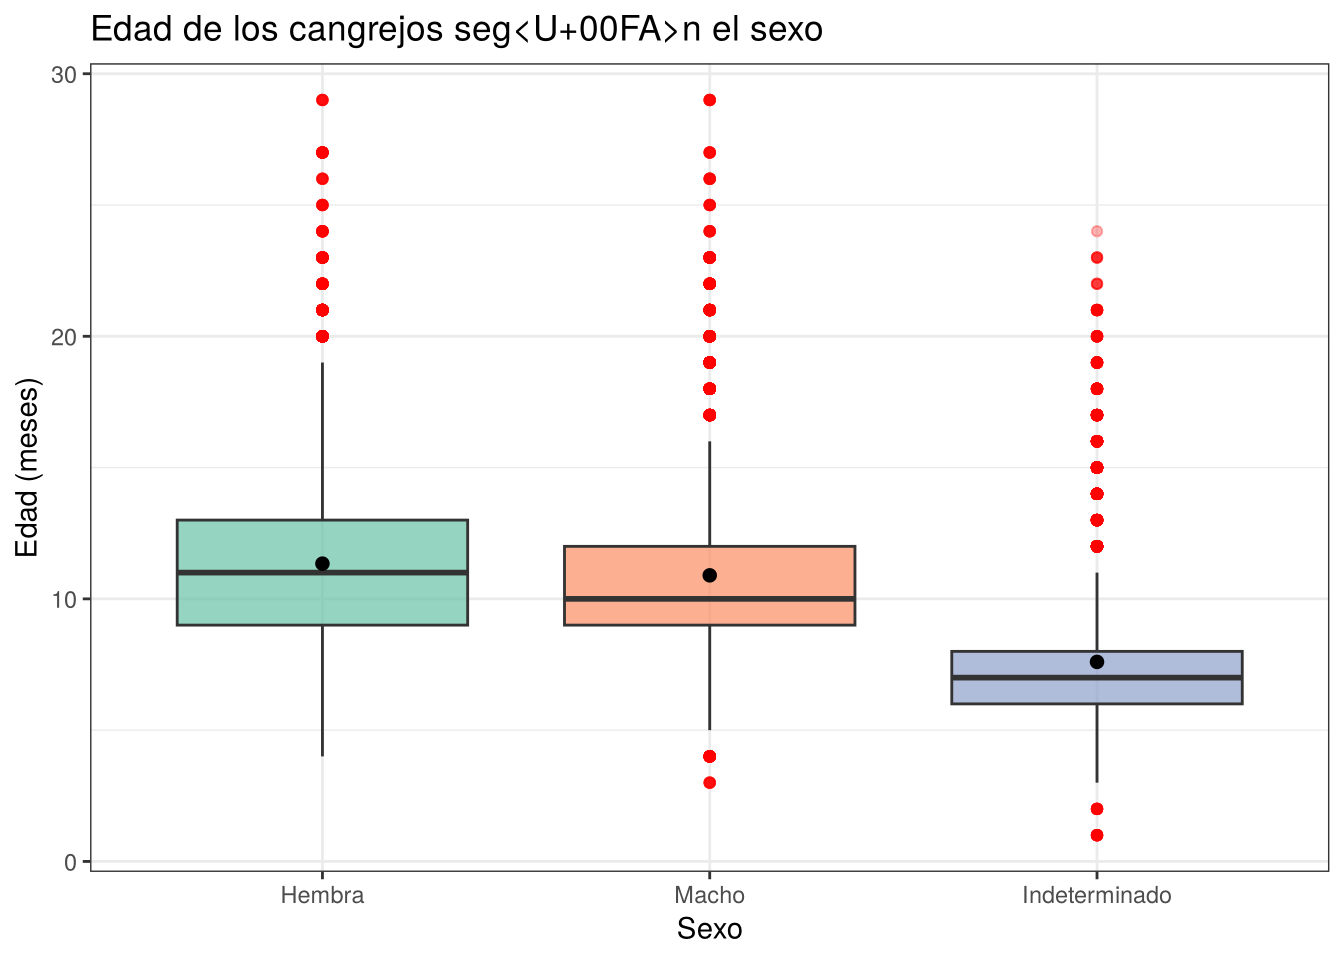 Edad de los cangrejos seg<U+00FA>n el sexo
30
20
10
0
Edad (meses)
Hembra
Macho
Indeterminado
Sexo